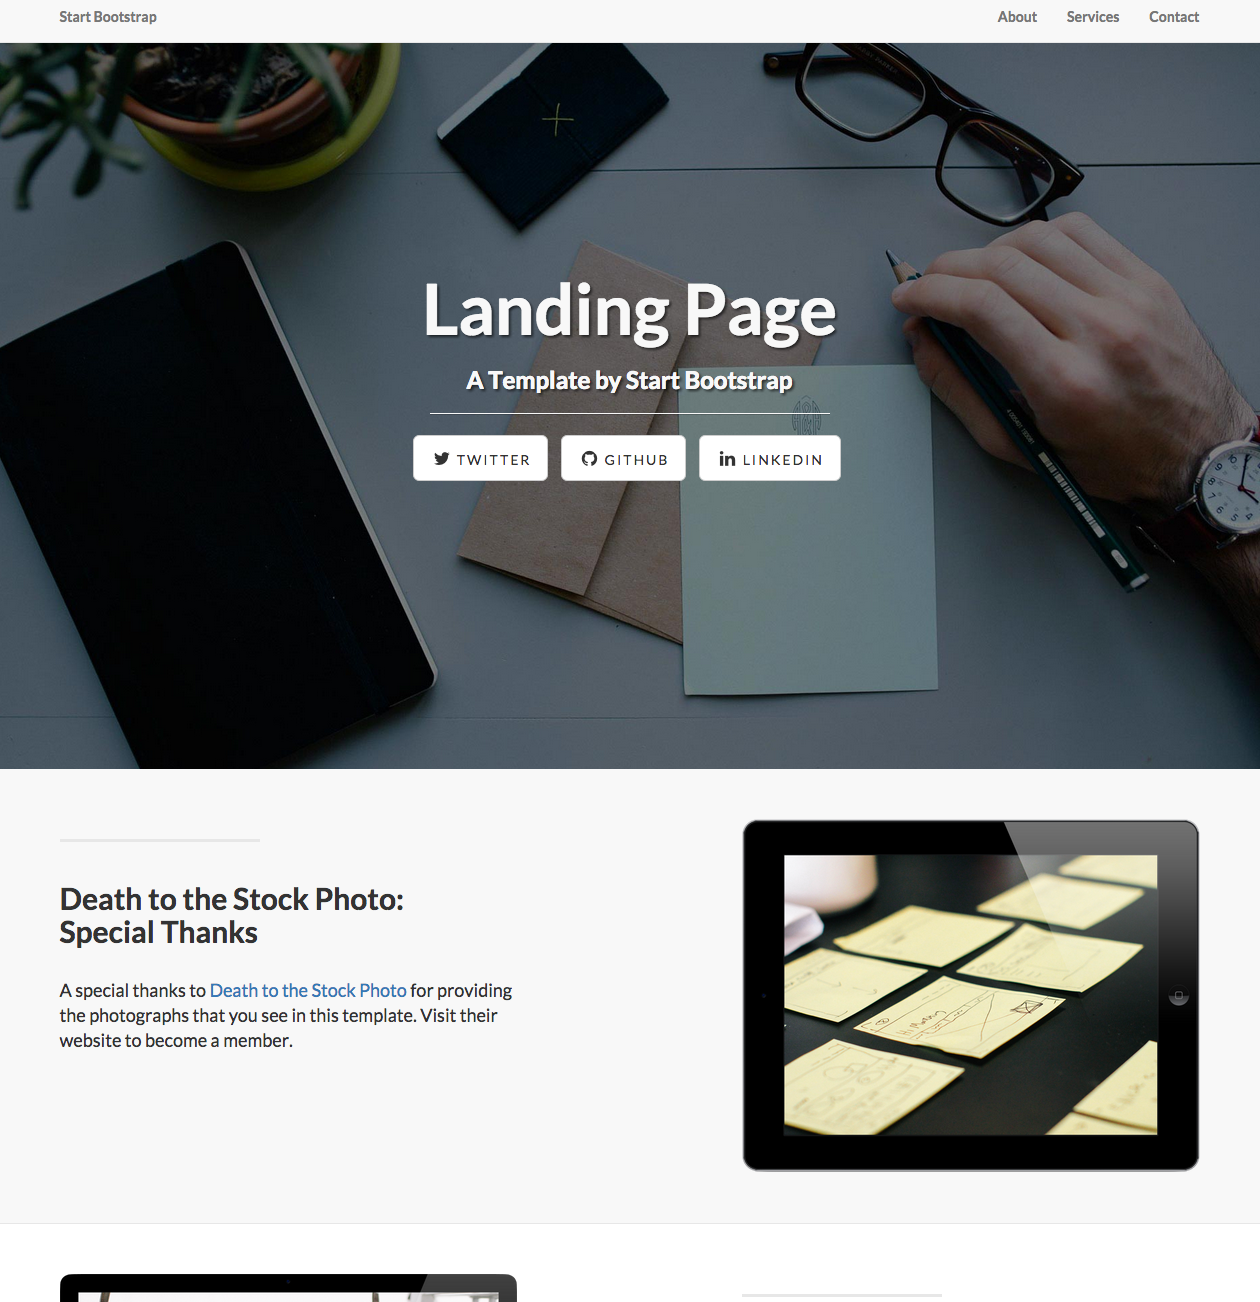 Start Bootstrap
About
Services
Contact
Landing Page
A Template by Start Bootstrap
TWITTER
GITHUB
LINKEDIN
Death to the Stock Photo:
Special Thanks
A special thanks to Death to the Stock Photo for providing
the photographs that you see in this template. Visit their
website to become a member.